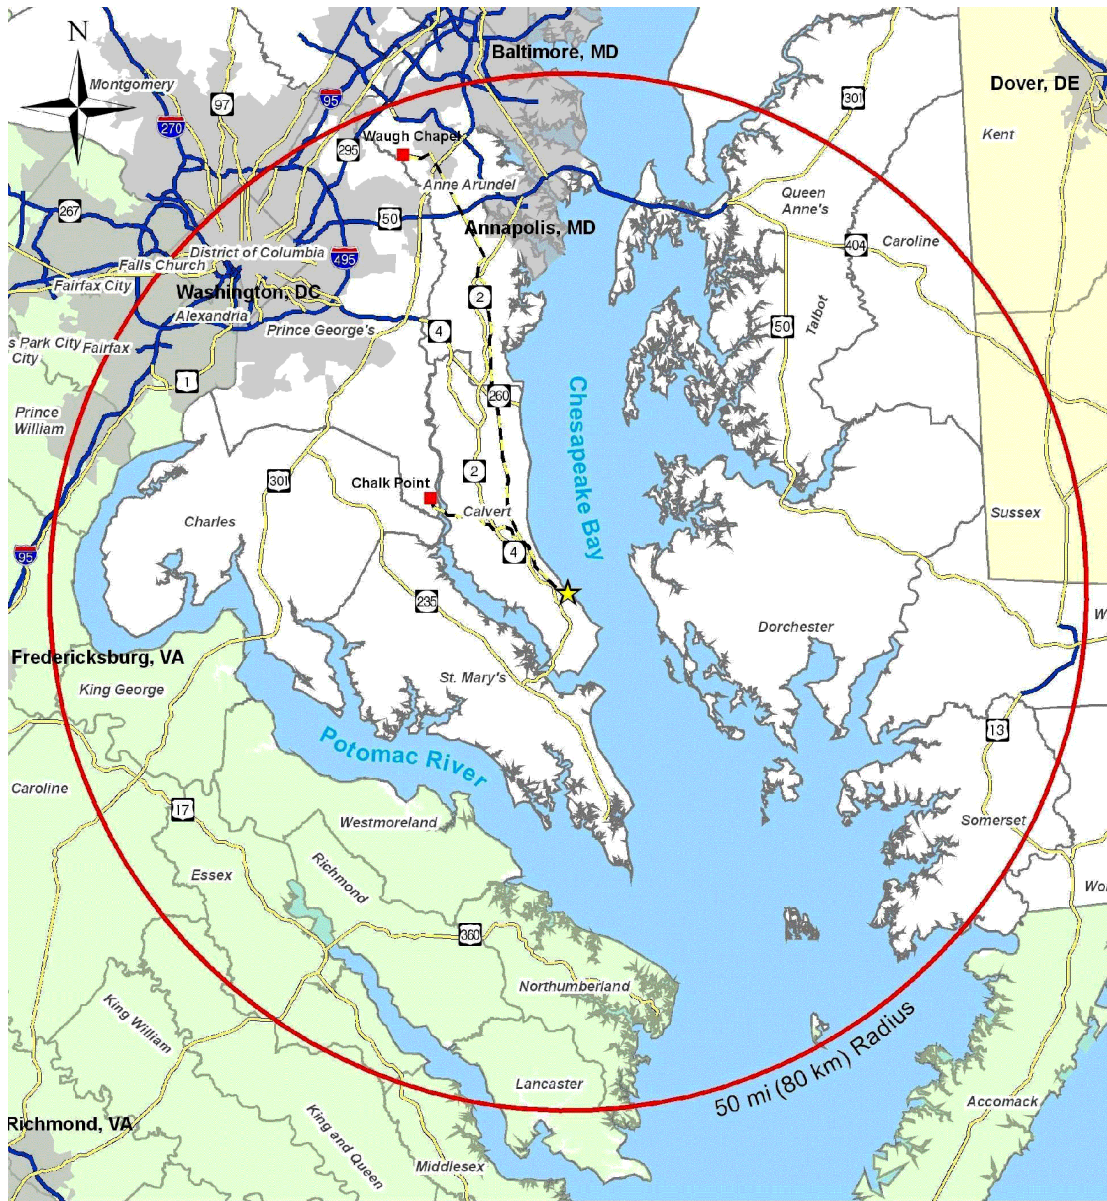 N
Baltimore, MD
Montgomery
Dover, DE
97
95
301
270
Waugh Chapel
295
Kent
Anne Arundel
Queen
Anne's
267
50
Annapolis, MD
404
Caroline
District of Columbia
495
Falls Church
Fairfax City
Washington, DC
2
Alexandria
Prince George's
4
50
Talbot
s Park City
City
Fairfax
1
260
Prince
William
Chesapeake Bay
2
301
Chalk Point
Calvert
Sussex
Charles
4
95
235
W
Dorchester
Fredericksburg, VA
King George
St. Mary's
13
Potomac River
Caroline
17
Westmoreland
Somerset
Richmond
Essex
Wor
360
Northumberland
King William
50 mi (80 km) Radius
Lancaster
Accomack
Richmond, VA
King and Queen
Middlesex